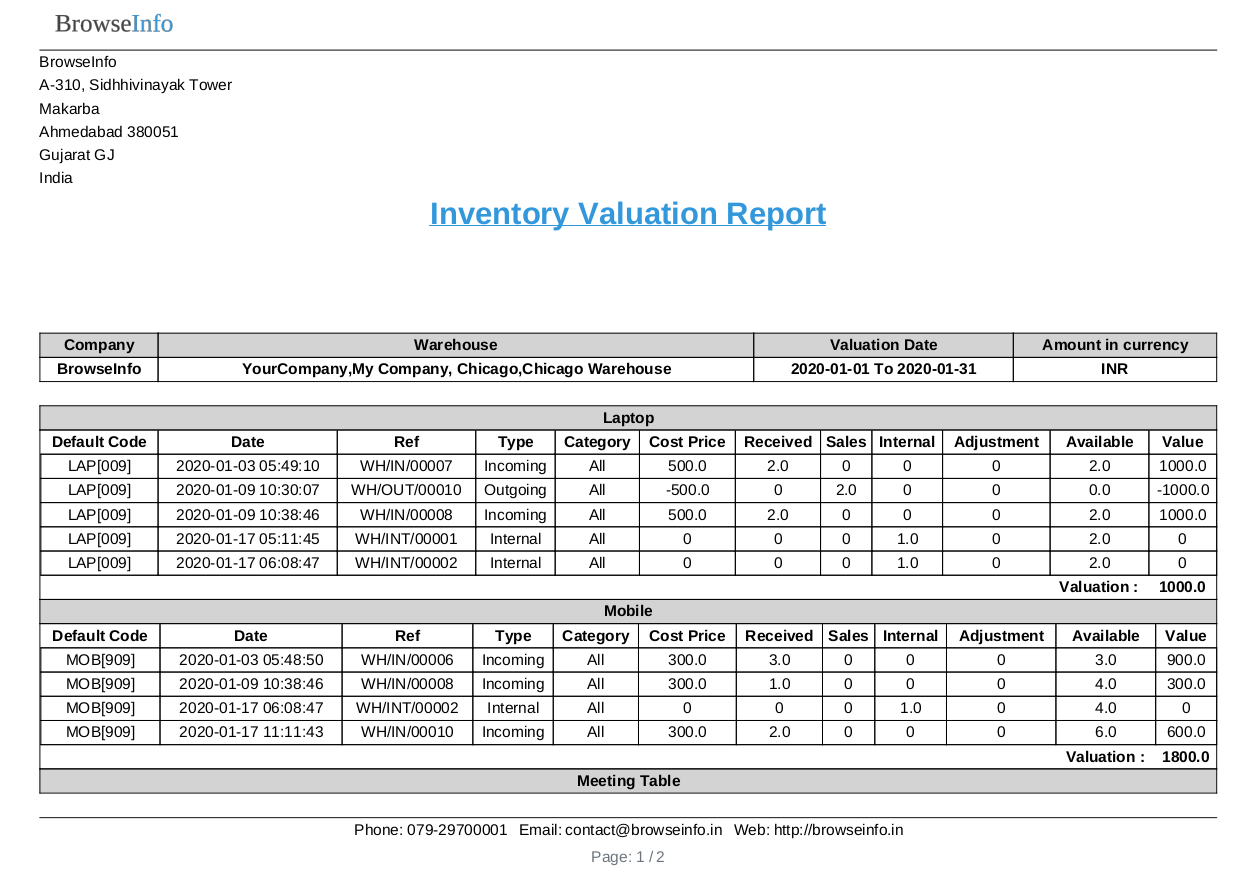 BrowseInfo
BrowseInfo
A-310, Sidhhivinayak Tower
Makarba
Ahmedabad 380051
Gujarat GJ
India
Inventory Valuation Report
Company Warehouse Valuation Date Amount in currency
BrowseInfo YourCompany,My Company, Chicago,Chicago Warehouse 2020-01-01 To 2020-01-31 INR
Laptop
Default Code Date Ref Type Category Cost Price Received Sales Internal Adjustment Available Value
LAP[009] 2020-01-03 05:49:10 WH/IN/00007 Incoming All 500.0 2.0 0 0 0 2.0 1000.0
LAP[009] 2020-01-09 10:30:07 WH/OUT/00010 Outgoing All -500.0 0 2.0 0 0 0.0 -1000.0
LAP[009] 2020-01-09 10:38:46 WH/IN/00008 Incoming All 500.0 2.0 0 0 0 2.0 1000.0
LAP[009] 2020-01-17 05:11:45 WH/INT/00001 Internal All 0 0 0 1.0 0 2.0 0
LAP[009] 2020-01-17 06:08:47 WH/INT/00002 Internal All 0 0 0 1.0 0 2.0 0
Valuation : 1000.0
Mobile
Default Code Date Ref Type Category Cost Price Received Sales Internal Adjustment Available Value
MOB[909] 2020-01-03 05:48:50 WH/IN/00006 Incoming All 300.0 3.0 0 0 0 3.0 900.0
MOB[909] 2020-01-09 10:38:46 WH/IN/00008 Incoming All 300.0 1.0 0 0 0 4.0 300.0
MOB[909] 2020-01-17 06:08:47 WH/INT/00002 Internal All 0 0 0 1.0 0 4.0 0
MOB[909] 2020-01-17 11:11:43 WH/IN/00010 Incoming All 300.0 2.0 0 0 0 6.0 600.0
Valuation : 1800.0
Meeting Table
Phone: 079-29700001 Email: contact@browseinfo.in Web: http://browseinfo.in
Page: 1 / 2